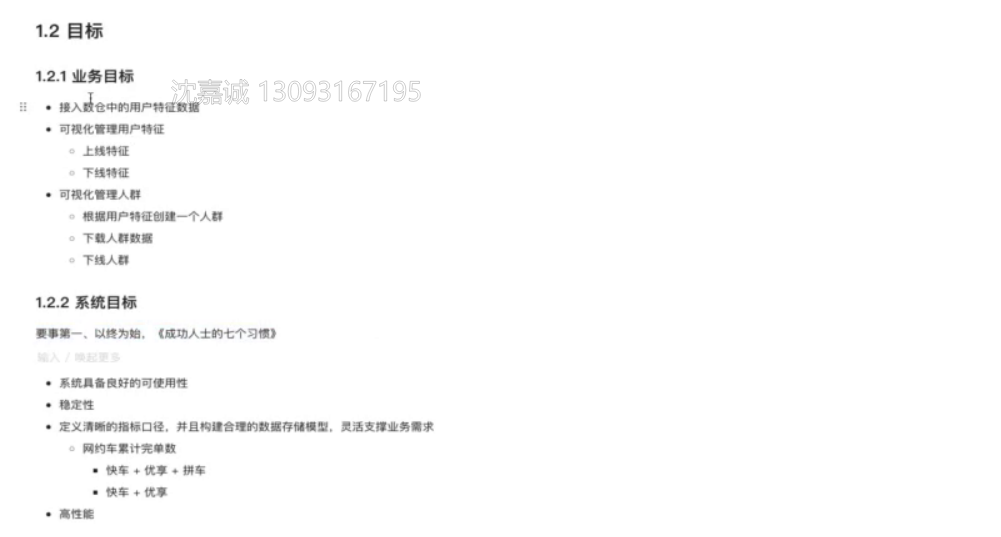 1.2 目标
1.2.1 业务目标
沈嘉诚 13093167195
接入数仓中的用户特征数据
可视化管理用户特征
上线特征
下线特征
可视化管理人群
根据用户特征创建一个人群
下载人群数据
下线人群
1.2.2 系统目标
要事第一、以终为始，《成功人士的七个习惯》
输入 / 唤起更多
系统具备良好的可使用性
稳定性
定义清晰的指标口径，并且构建合理的数据存储模型，灵活支撑业务需求
网约车累计完单数
快车 + 优享 + 拼车
快车 + 优享
高性能